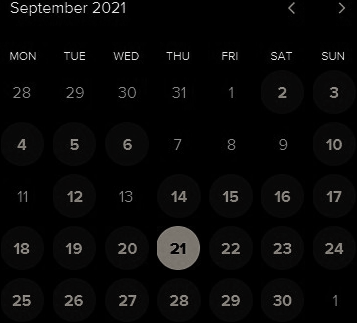 September 2021
MON TUE WED THU FRI SAT SUN
28 29 30 31 1 2 3
4 5 6 7 8 9 10
11 12 13 14 15 16 17
18 19 20 21 22 23 24
25 26 27 28 29 30 1